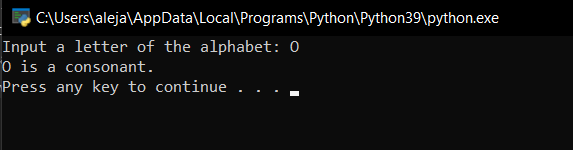 C:\Users\aleja\AppData\Local\Programs\Python\Python39\python.exe
Input a letter of the alphabet: O
O is a consonant.
Press any key to continue . . .